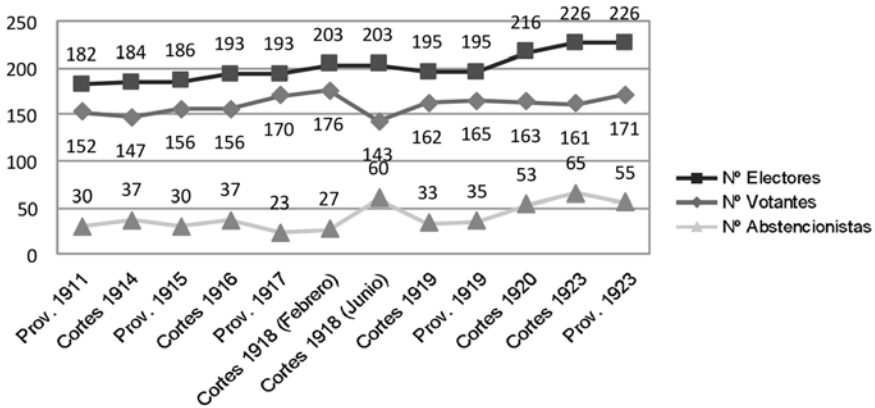 250
200
150
100
50
0
182 184 186 193 193 203 203 195 195 216 226 226
152 147 156 156 170 176 143 162 165 163 161 171
30 37 30 37 23 27 60 33 35 53 65 55
Prov. 1911
Cortes 1914
Prov. 1915
Cortes 1916
Prov. 1917
Cortes 1918 (Febrero)
Cortes 1918 (Junio)
Cortes 1919
Prov. 1919
Cortes 1920
Cortes 1923
Prov. 1923
Nº Electores
Nº Votantes
Nº Abstencionistas